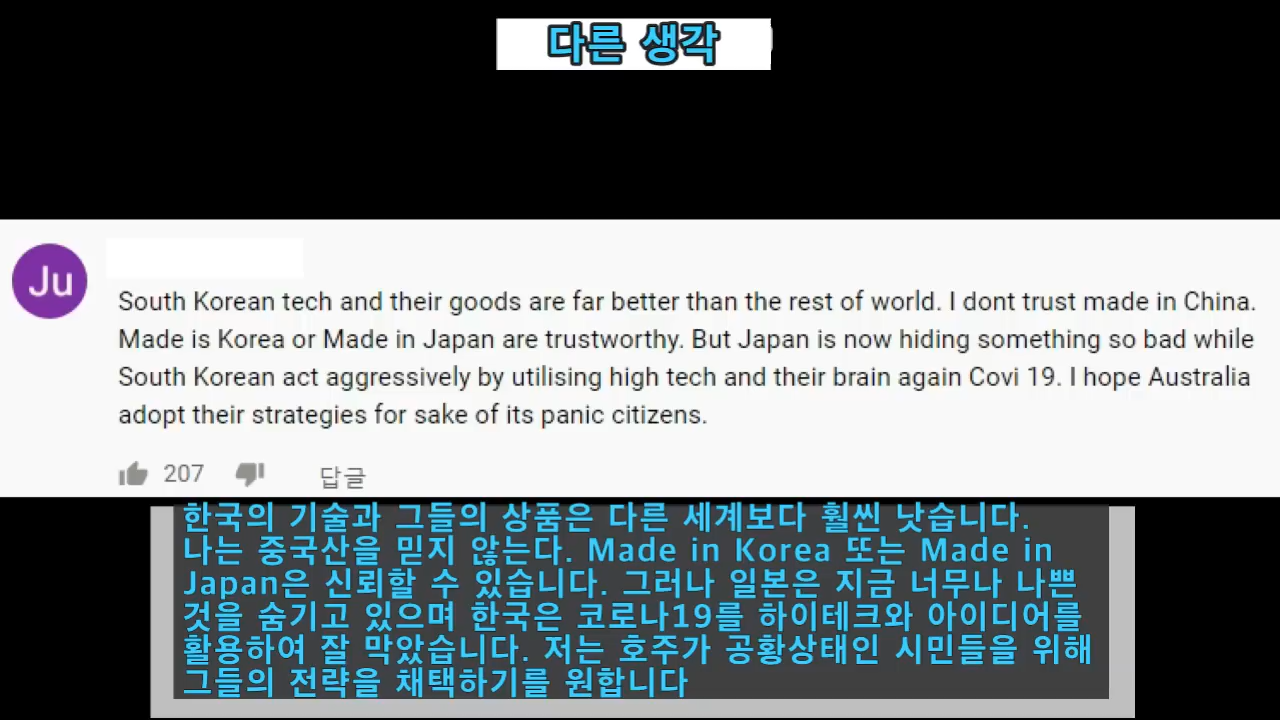 다른 생각
Ju
South Korean tech and their goods are far better than the rest of world. I dont trust made in China.
Made is Korea or Made in Japan are trustworthy. But Japan is now hiding something so bad while
South Korean act aggressively by utilising high tech and their brain again Covi 19. I hope Australia
adopt their strategies for sake of its panic citizens.
207 답글
한국의 기술과 그들의 상품은 다른 세계보다 훨씬 낫습니다.
나는 중국산을 믿지 않는다. Made in Korea 또는 Made in
Japan은 신뢰할 수 있습니다. 그러나 일본은 지금 너무나 나쁜
것을 숨기고 있으며 한국은 코로나19를 하이테크와 아이디어를
활용하여 잘 막았습니다. 저는 호주가 공황상태인 시민들을 위해
그들의 전략을 채택하기를 원합니다